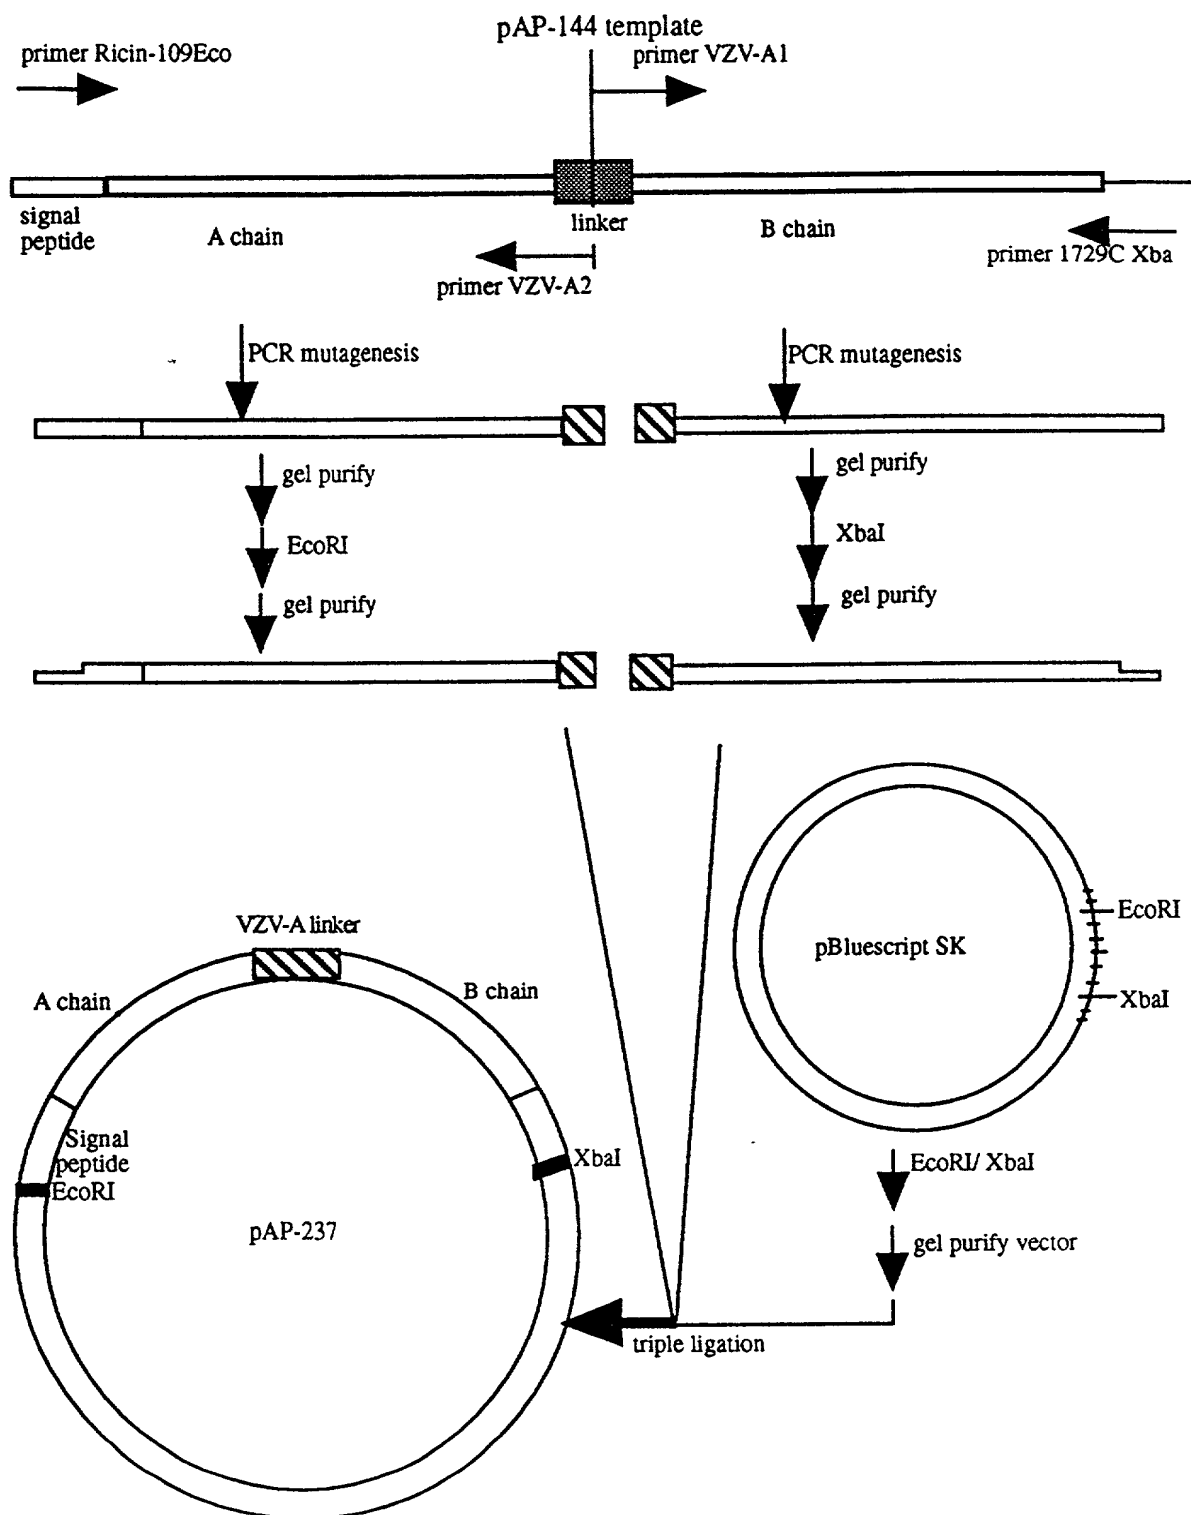 pAP-144 template
primer Ricin-109Eco
primer VZV-A1
signal
peptide
A chain
linker
B chain
primer VZV-A2
primer 1729C Xba
PCR mutagenesis
PCR mutagenesis
gel purify
gel purify
EcoRI
XbaI
gel purify
gel purify
VZV-A linker
A chain
B chain
pBluescript SK
EcoRI
XbaI
Signal
peptide
EcoRI
XbaI
pAP-237
EcoRI/ XbaI
gel purify vector
triple ligation